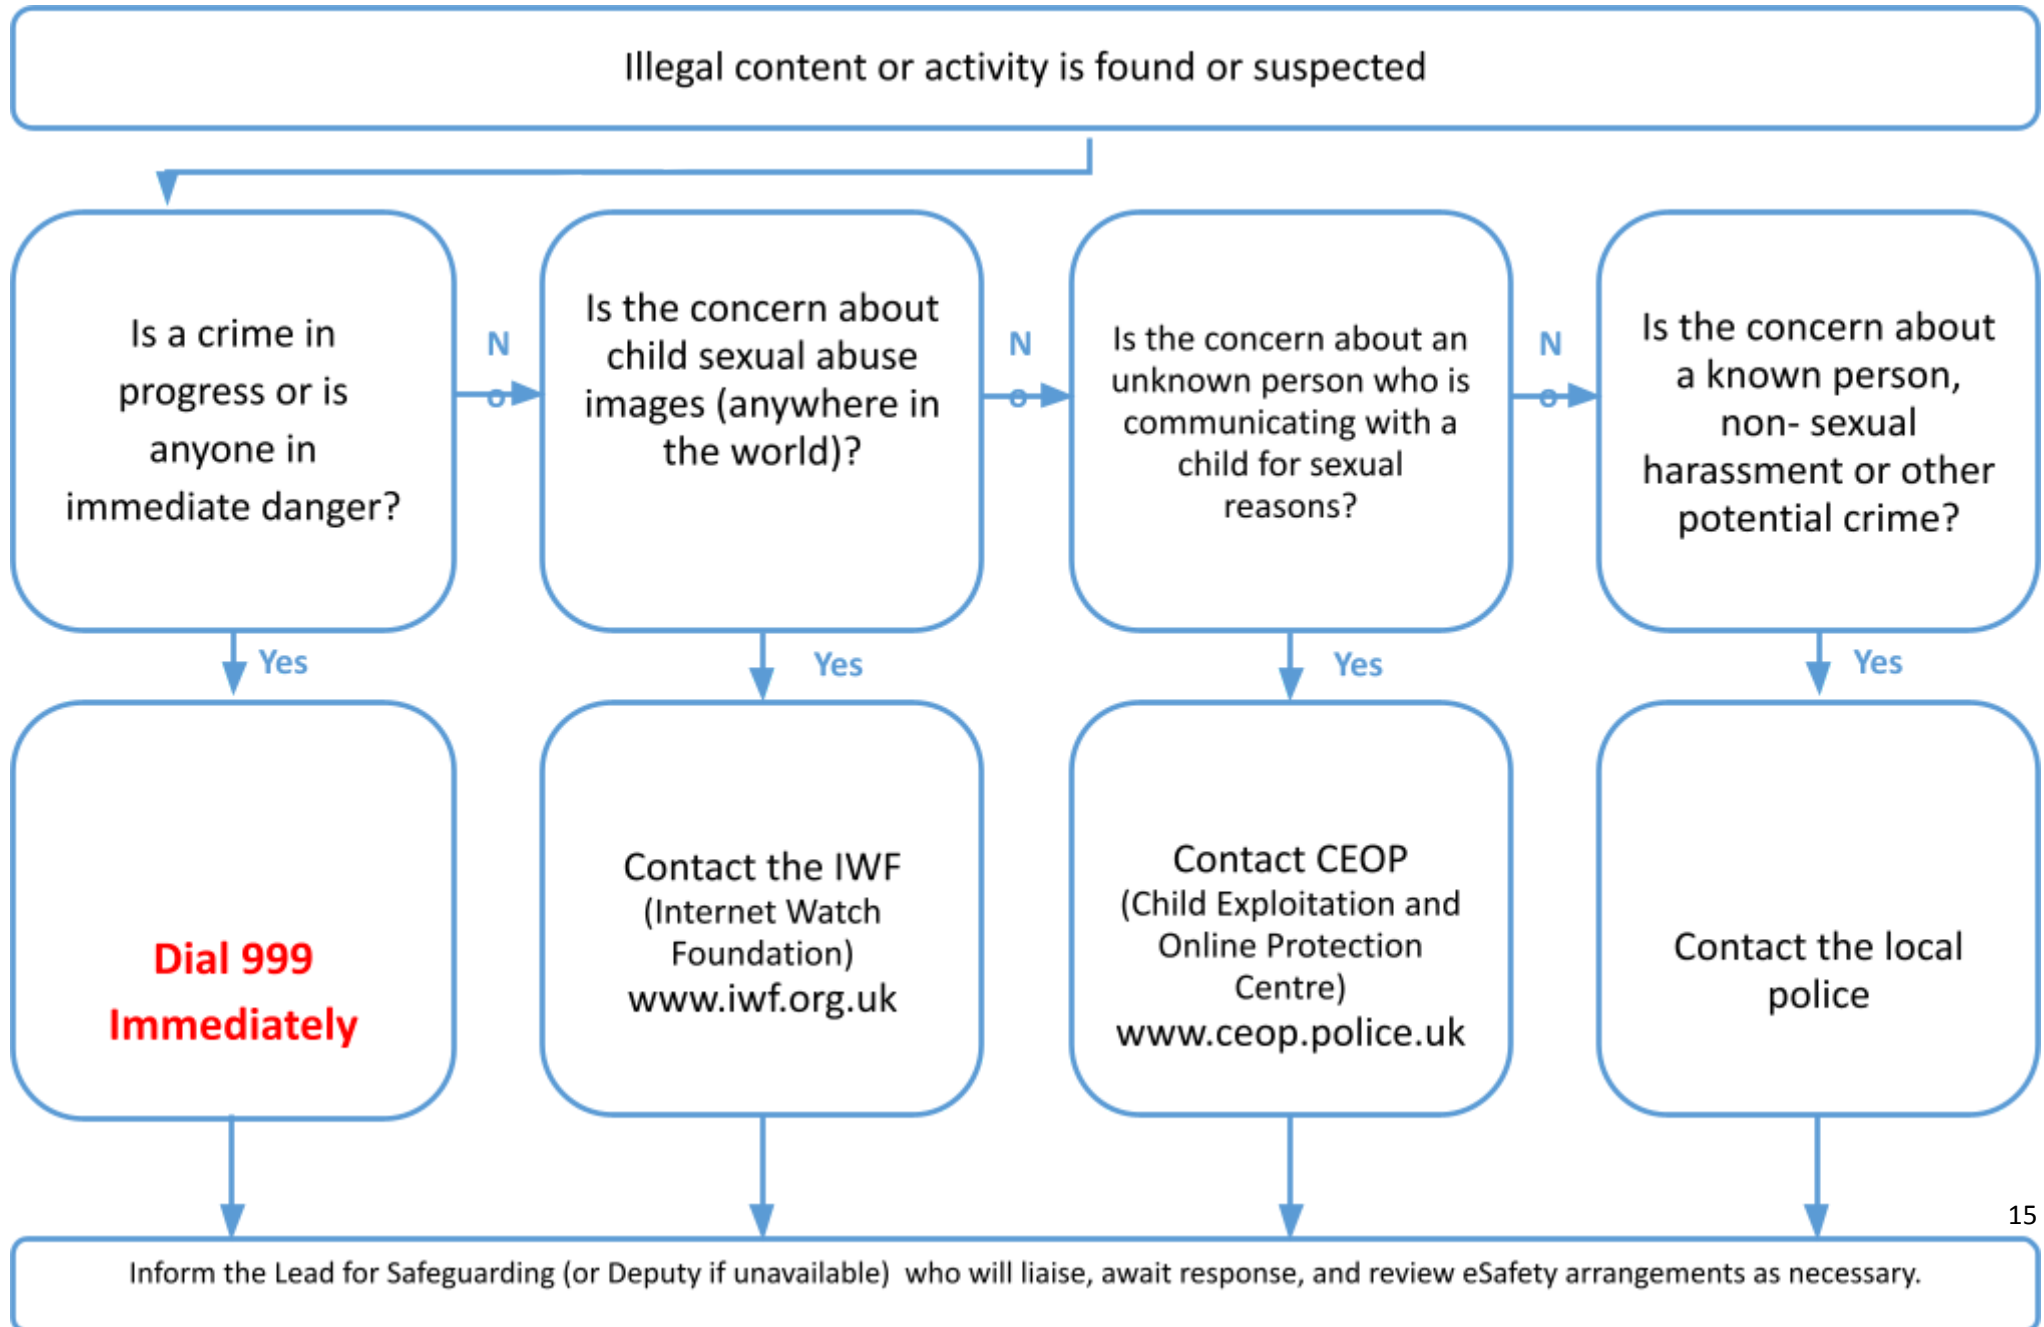 Illegal content or activity is found or suspected
Is a crime in
progress or is
anyone in
immediate danger?
N
o
Is the concern about
child sexual abuse
images (anywhere in
the world)?
N
o
Is the concern about an
unknown person who is
communicating with a
child for sexual
reasons?
N
o
Is the concern about
a known person,
non- sexual
harassment or other
potential crime?
Yes
Yes
Yes
Yes
Dial 999
Immediately
Contact the IWF
(Internet Watch
Foundation)
www.iwf.org.uk
Contact CEOP
(Child Exploitation and
Online Protection
Centre)
www.ceop.police.uk
Contact the local
police
15
Inform the Lead for Safeguarding (or Deputy if unavailable)  who will liaise, await response, and review eSafety arrangements as necessary.